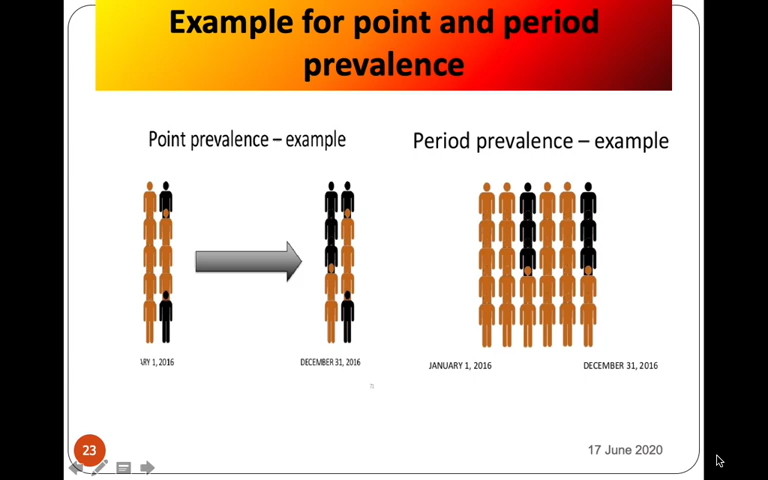 Example for point and period
prevalence
Point prevalence – example
Period prevalence – example
ARY 1, 2016
DECEMBER 31, 2016
JANUARY 1, 2016
DECEMBER 31, 2016
23
17 June 2020